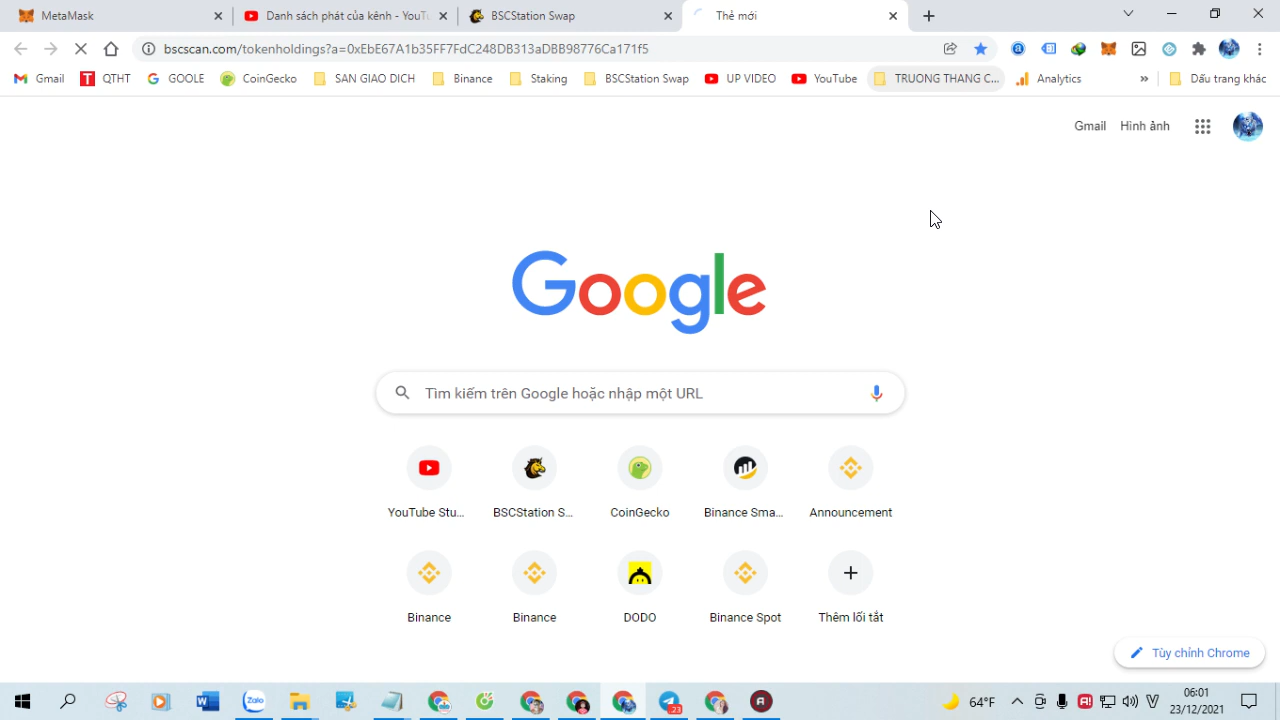 MetaMask
Danh sách phát của kênh - YouT
BSCStation Swap
Thẻ mới
bscscan.com/tokenholdings?a=0xEbE67A1b35FF7FdC248DB313aDBB98776Ca171f5
Gmail
QTHT
GOOLE
CoinGecko
SAN GIAO DICH
Binance
Staking
BSCStation Swap
UP VIDEO
YouTube
TRUONG THANG C...
Analytics
»
Dấu trang khác
Gmail
Hình ảnh
Google
Tìm kiếm trên Google hoặc nhập một URL
YouTube Stu...
BSCStation S...
CoinGecko
Binance Sma...
Announcement
Binance
Binance
DODO
Binance Spot
Thêm lối tắt
Tùy chỉnh Chrome
Zalo
23
64°F
06:01
23/12/2021